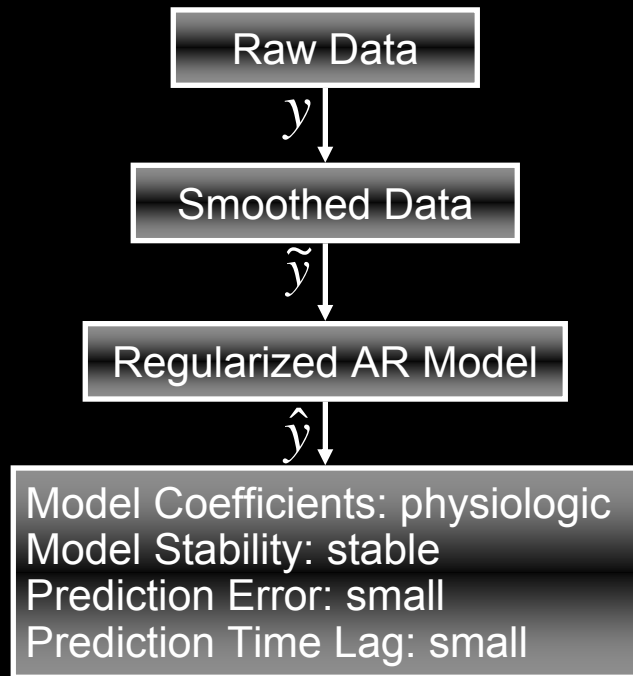 Raw Data
y
Smoothed Data
ỹ
Regularized AR Model
ŷ
Model Coefficients: physiologic
Model Stability: stable
Prediction Error: small
Prediction Time Lag: small